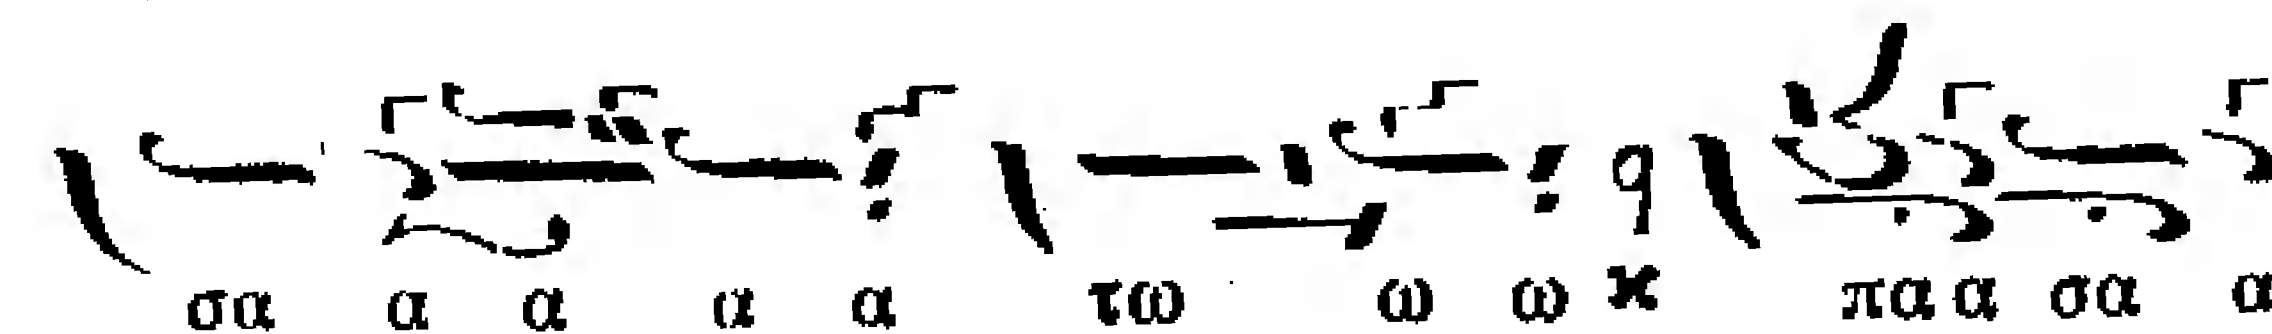 σα α α α α τω ω ω ϰ πα α σα α